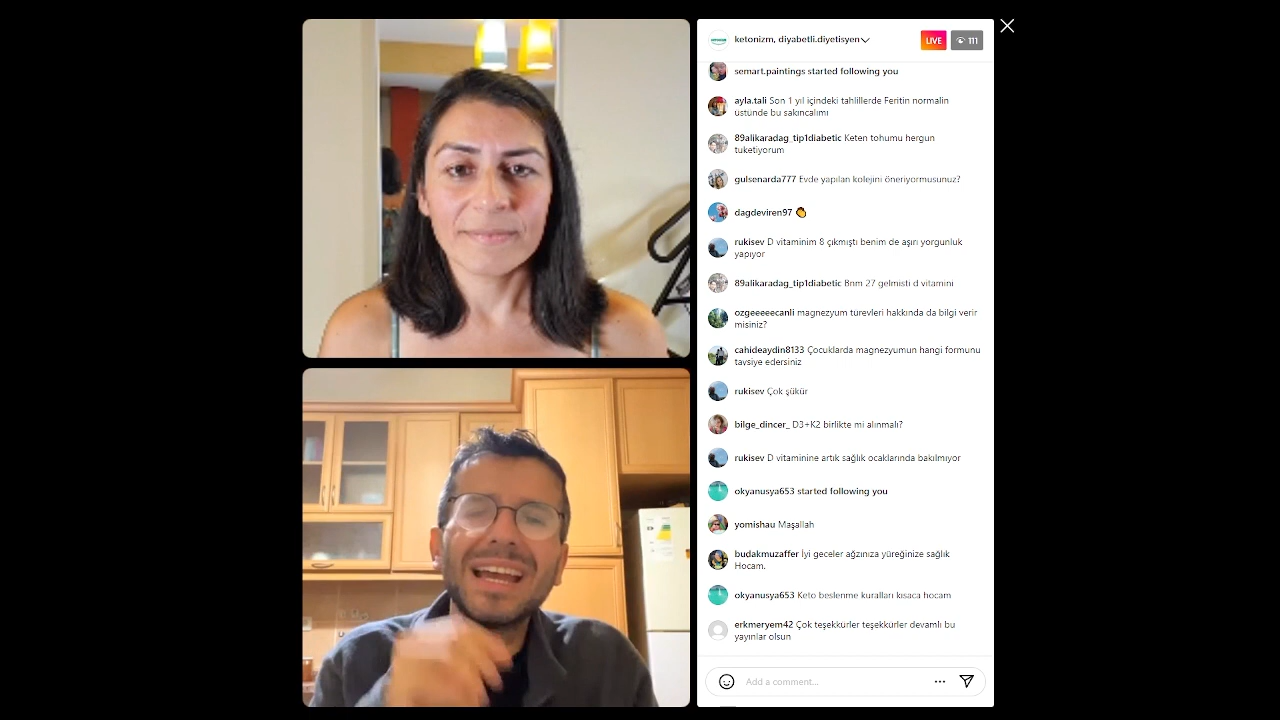 ketonizm, diyabetli.diyetisyen
LIVE
111
semart.paintings started following you
ayla.tali Son 1 yıl içindeki tahlillerde Feritin normalin
üstünde bu sakıncalımı
89alikaradag_tip1diabetic Keten tohumu hergun
tuketiyorum
gulsenarda777 Evde yapılan kolejini öneriyormusunuz?
dagdeviren97 👏
rukisev D vitaminim 8 çıkmıştı benim de aşırı yorgunluk
yapıyor
89alikaradag_tip1diabetic Bnm 27 gelmisti d vitamini
ozgeeeeecanli magnezyum türevleri hakkında da bilgi verir
misiniz?
cahideaydin8133 Çocuklarda magnezyumun hangi formunu
tavsiye edersiniz
rukisev Çok şükür
bilge_dincer_ D3+K2 birlikte mi alınmalı?
rukisev D vitaminine artık sağlık ocaklarında bakılmıyor
okyanusya653 started following you
yomishau Maşallah
budakmuzaffer İyi geceler ağzınıza yüreğinize sağlık
Hocam.
okyanusya653 Keto beslenme kuralları kısaca hocam
erkmeryem42 Çok teşekkürler teşekkürler devamlı bu
yayınlar olsun
Add a comment...